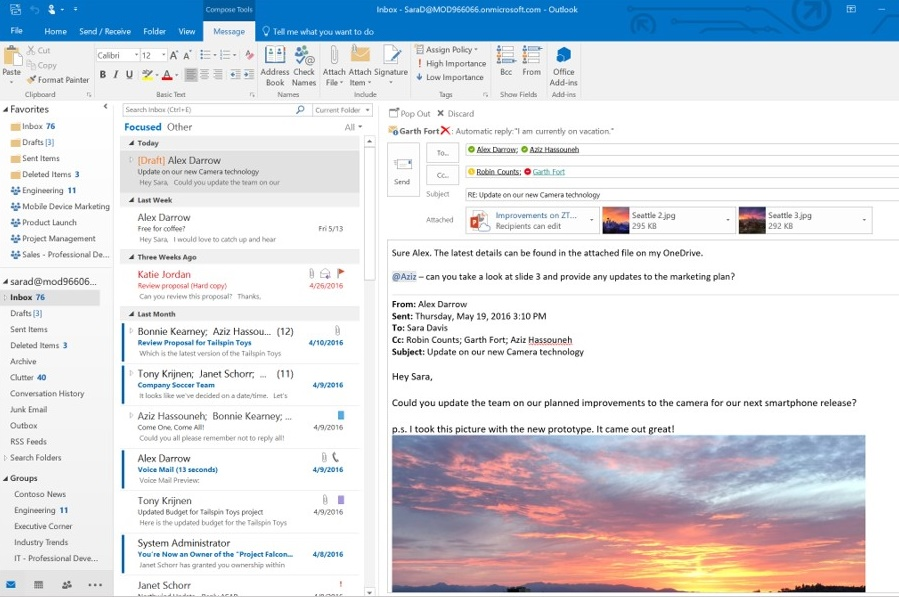 Compose Tools
Inbox - SaraD@MOD966066.onmicrosoft.com - Outlook
File Home Send / Receive Folder View Message Tell me what you want to do
Paste
Cut
Copy
Format Painter
Clipboard
Calibri 12
B I U
Basic Text
Address Book
Check Names
Names
Attach File
Attach Item
Signature
Include
Assign Policy
High Importance
Low Importance
Tags
Bcc From
Show Fields
Office Add-ins
Add-ins
Favorites
Inbox 76
Drafts [3]
Sent Items
Deleted Items 3
Engineering 11
Mobile Device Marketing
Product Launch
Project Management
Sales - Professional De...
sarad@mod96606...
Inbox 76
Drafts [3]
Sent Items
Deleted Items 3
Archive
Clutter 40
Conversation History
Junk Email
Outbox
RSS Feeds
Search Folders
Groups
Contoso News
Engineering 11
Executive Corner
Industry Trends
IT - Professional Deve...
Search Inbox (Ctrl+E) Current Folder
Focused Other All
Today
[Draft] Alex Darrow
Update on our new Camera technology
Hey Sara, Could you update the team on our
Last Week
Alex Darrow
Free for coffee? Fri 5/13
Hey Sara, I would love to catch up and hear
Three Weeks Ago
Katie Jordan
Review proposal (Hard copy) 4/26/2016
Can you review this proposal? Thanks,
Last Month
Bonnie Kearney; Aziz Hassou... (12)
Review Proposal for Tailspin Toys 4/10/2016
Which is the latest version of the Tailspin Toys
Tony Krijnen; Janet Schorr; ... (11)
Company Soccer Team 4/9/2016
It looks like we've decided on a date/time. Let's
Aziz Hassouneh; Bonnie Kearney; ...
Come One, Come All! 4/9/2016
Could you all please remember not to reply all!
Alex Darrow
Voice Mail (13 seconds) 4/9/2016
Voice Mail Preview:
Tony Krijnen
Updated Budget for Tailspin Toys project 4/9/2016
Here is the updated budget for the Tailspin Toys
System Administrator
You're Now an Owner of the "Project Falcon... 4/8/2016
Janet Schorr has granted you ownership within
Janet Schorr !
Pop Out Discard
Garth Fort : Automatic reply:"I am currently on vacation."
Send
To... Alex Darrow; Aziz Hassouneh
Cc... Robin Counts; Garth Fort
Subject RE: Update on our new Camera technology
Attached
Improvements on ZT...
Recipients can edit
Seattle 2.jpg
295 KB
Seattle 3.jpg
292 KB
Sure Alex. The latest details can be found in the attached file on my OneDrive.
@Aziz – can you take a look at slide 3 and provide any updates to the marketing plan?
From: Alex Darrow
Sent: Thursday, May 19, 2016 3:10 PM
To: Sara Davis
Cc: Robin Counts; Garth Fort; Aziz Hassouneh
Subject: Update on our new Camera technology
Hey Sara,
Could you update the team on our planned improvements to the camera for our next smartphone release?
p.s. I took this picture with the new prototype. It came out great!